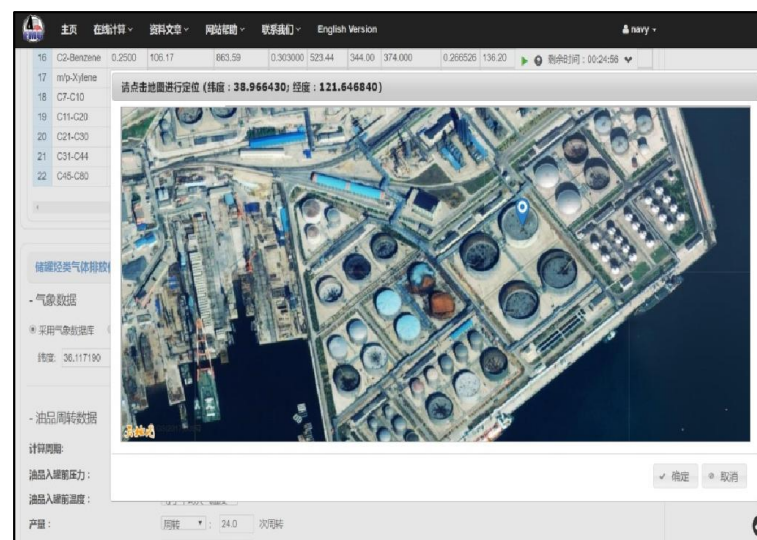 主页 在线计算 资料文章 网站帮助 联系我们 English Version navy
16 C2-Benzene 0.2500 106.17 863.59 0.303000 523.44 344.00 374.000 0.266526 136.20 剩余时间：00:24:56
17 m/p-Xylene
18 C7-C10
19 C11-C20
20 C21-C30
21 C31-C44
22 C45-C80
请点击地图进行定位 (纬度：38.966430; 经度：121.646840)
储罐烃类气体排放
- 气象数据
采用气象数据库
纬度: 36.117190
- 油品周转数据
计算周期:
油品入罐前压力：
油品入罐前温度：
产量： 周转 : 24.0 次周转
确定 取消